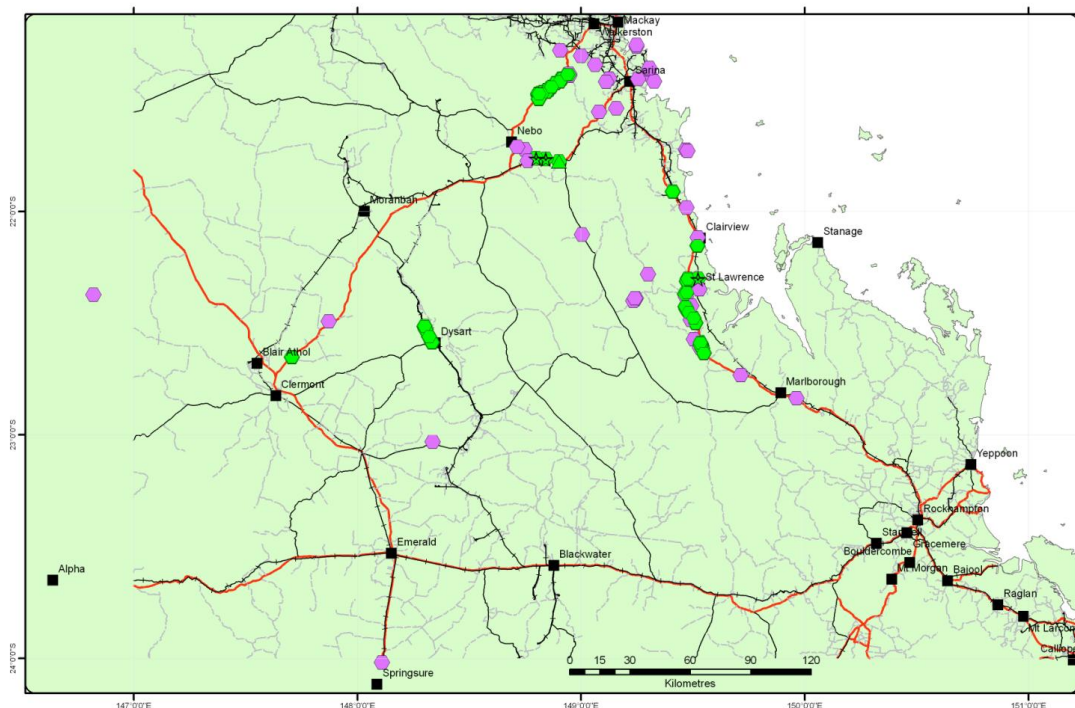 Mackay
Walkerston
Sarina
Nebo
22°0'0"S
Moranbah
Clairview
Stanage
St Lawrence
Dysart
Blair Athol
Clermont
Marlborough
23°0'0"S
Yeppoon
Rockhampton
Stanwell
Gracemere
Emerald
Bouldercombe
Blackwater
Alpha
Mt Morgan
Bajool
Raglan
Mt Larcom
Calliope
24°0'0"S
0 15 30 60 90 120
Kilometres
Springsure
147°0'0"E
148°0'0"E
149°0'0"E
150°0'0"E
151°0'0"E